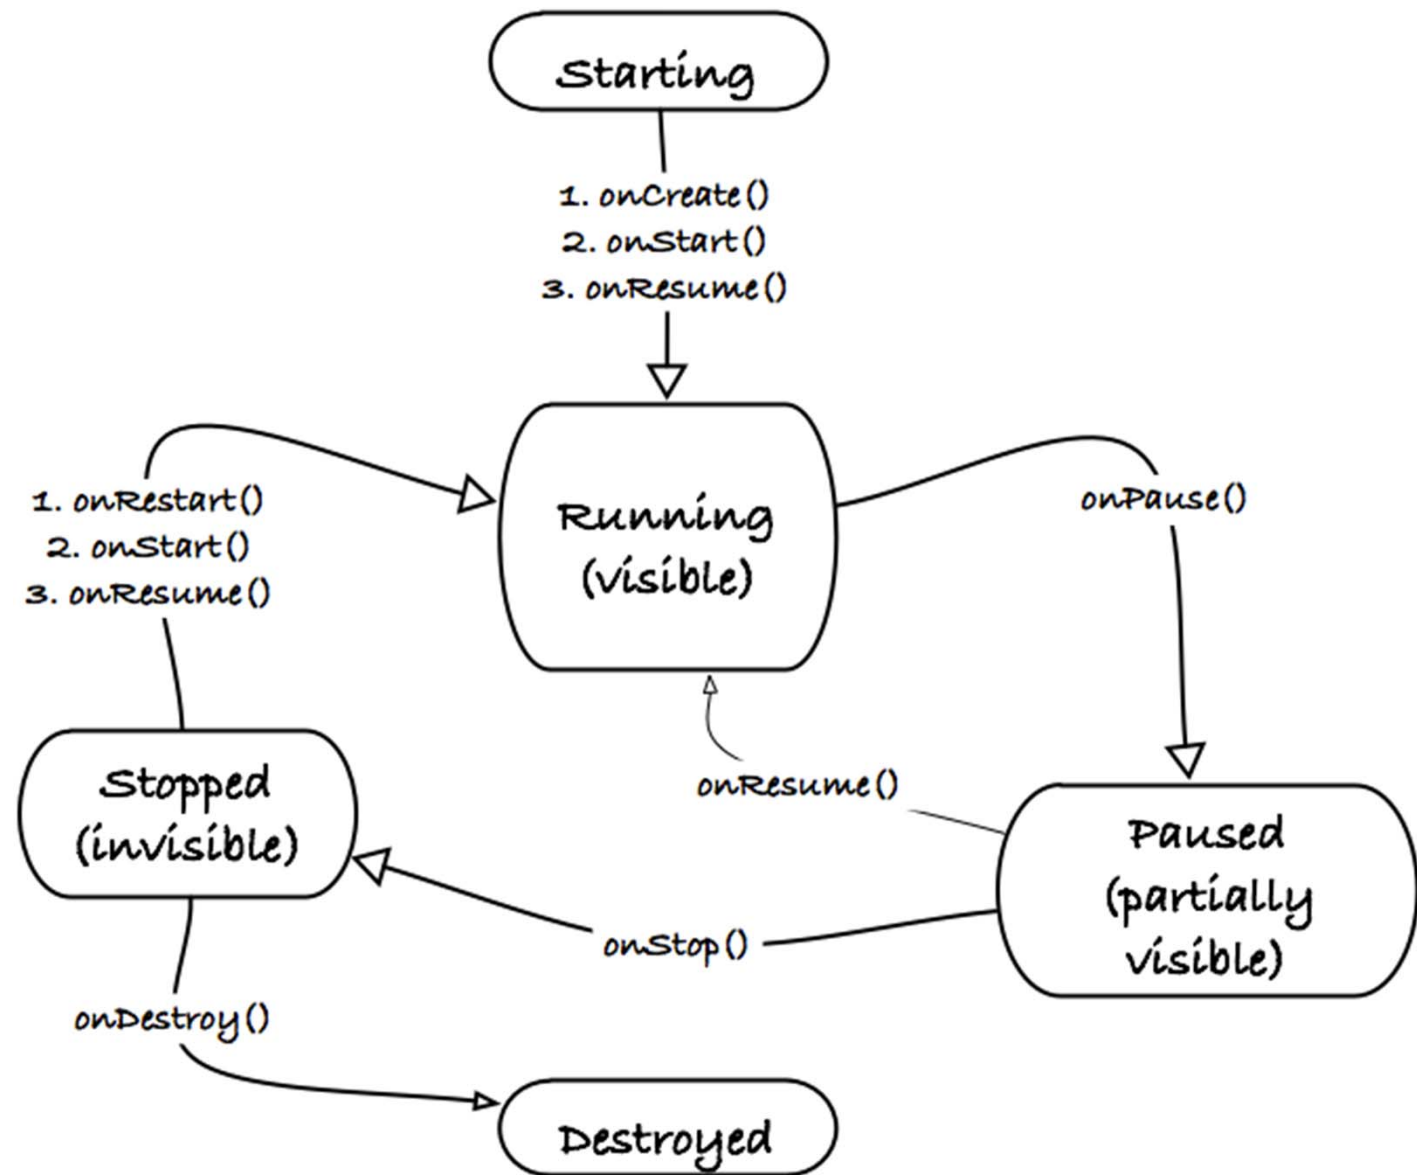 Starting
1. onCreate()
2. onStart()
3. onResume()
1. onRestart()
2. onStart()
3. onResume()
Running
(visible)
onPause()
onResume()
Stopped
(invisible)
Paused
(partially
visible)
onStop()
onDestroy()
Destroyed